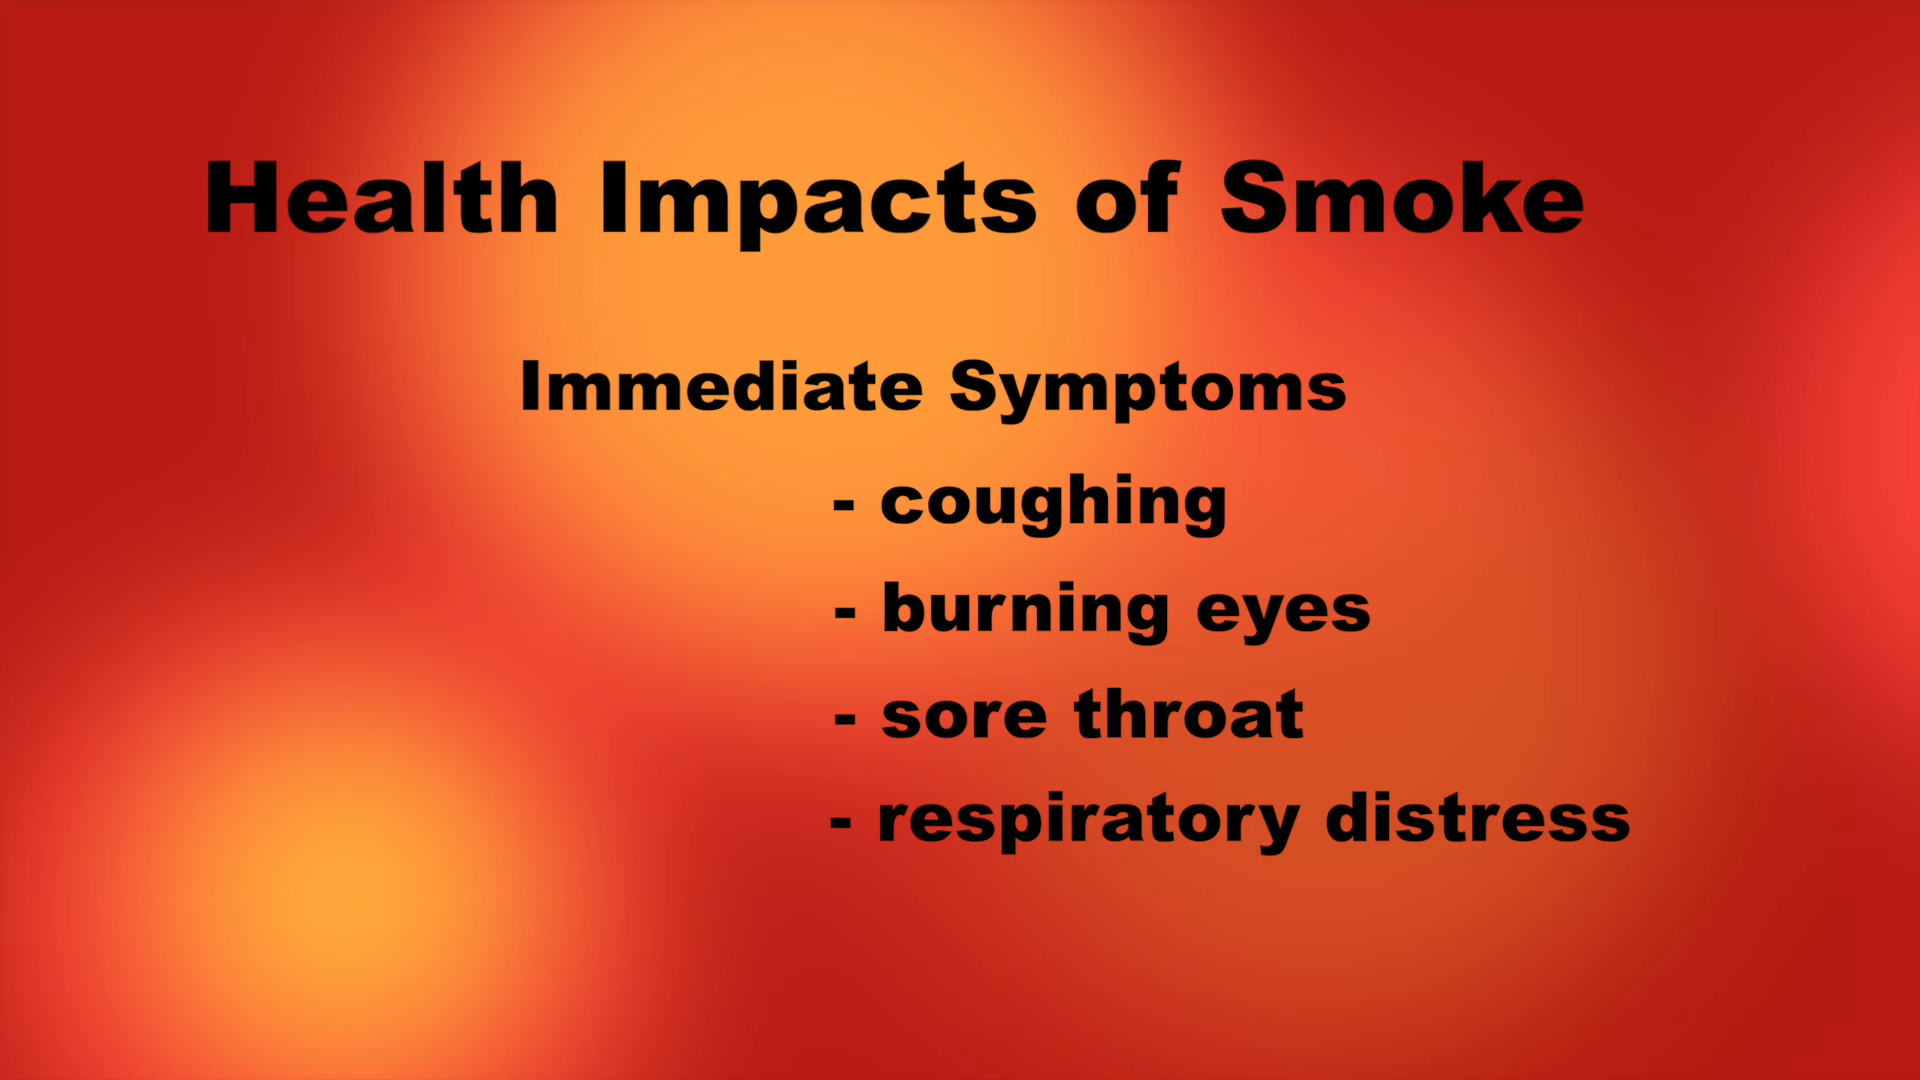 Health Impacts of Smoke
Immediate Symptoms
- coughing
- burning eyes
- sore throat
- respiratory distress